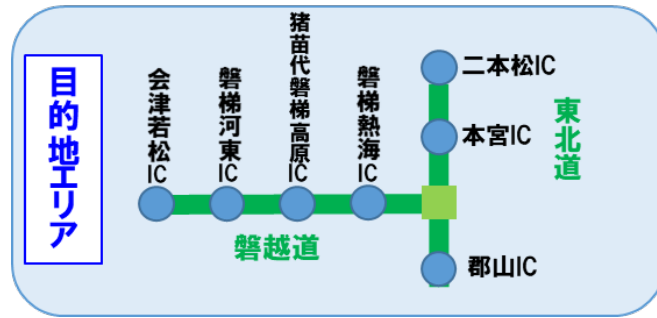 目的地エリア
会津若松IC
磐梯河東IC
猪苗代磐梯高原IC
磐梯熱海IC
磐越道
二本松IC
本宮IC
東北道
郡山IC